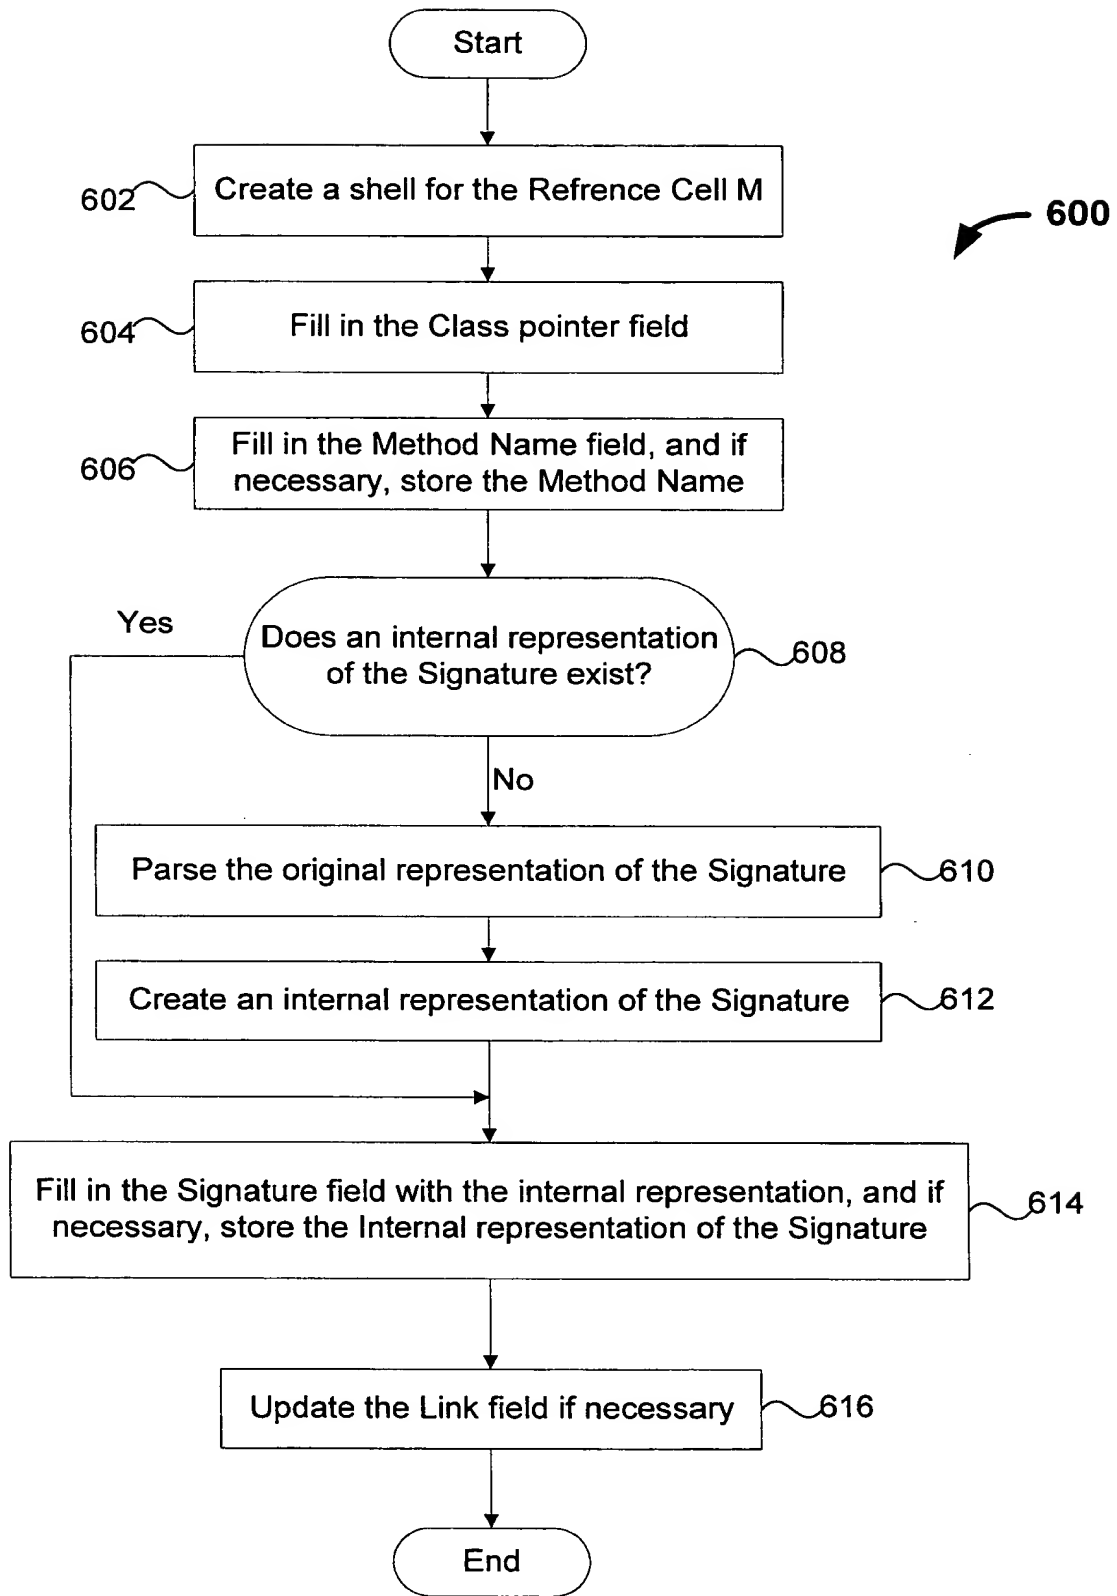 Start
602
Create a shell for the Refrence Cell M
600
604
Fill in the Class pointer field
606
Fill in the Method Name field, and if
necessary, store the Method Name
Yes
Does an internal representation
of the Signature exist?
608
No
Parse the original representation of the Signature
610
Create an internal representation of the Signature
612
Fill in the Signature field with the internal representation, and if
necessary, store the Internal representation of the Signature
614
Update the Link field if necessary
616
End